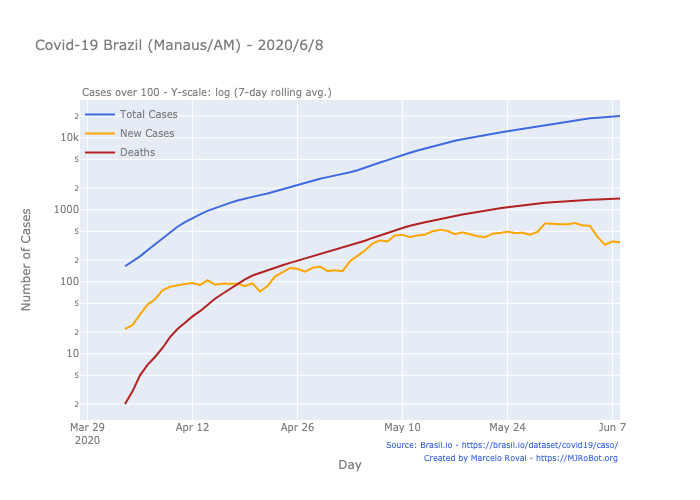 Covid-19 Brazil (Manaus/AM) - 2020/6/8
Cases over 100 - Y-scale: log (7-day rolling avg.)
Total Cases
New Cases
Deaths
2
10k
5
2
1000
5
2
100
5
2
10
5
2
Number of Cases
Mar 29
2020
Apr 12
Apr 26
May 10
May 24
Jun 7
Day
Source: Brasil.io - https://brasil.io/dataset/covid19/caso/
Created by Marcelo Rovai - https://MJRoBot.org